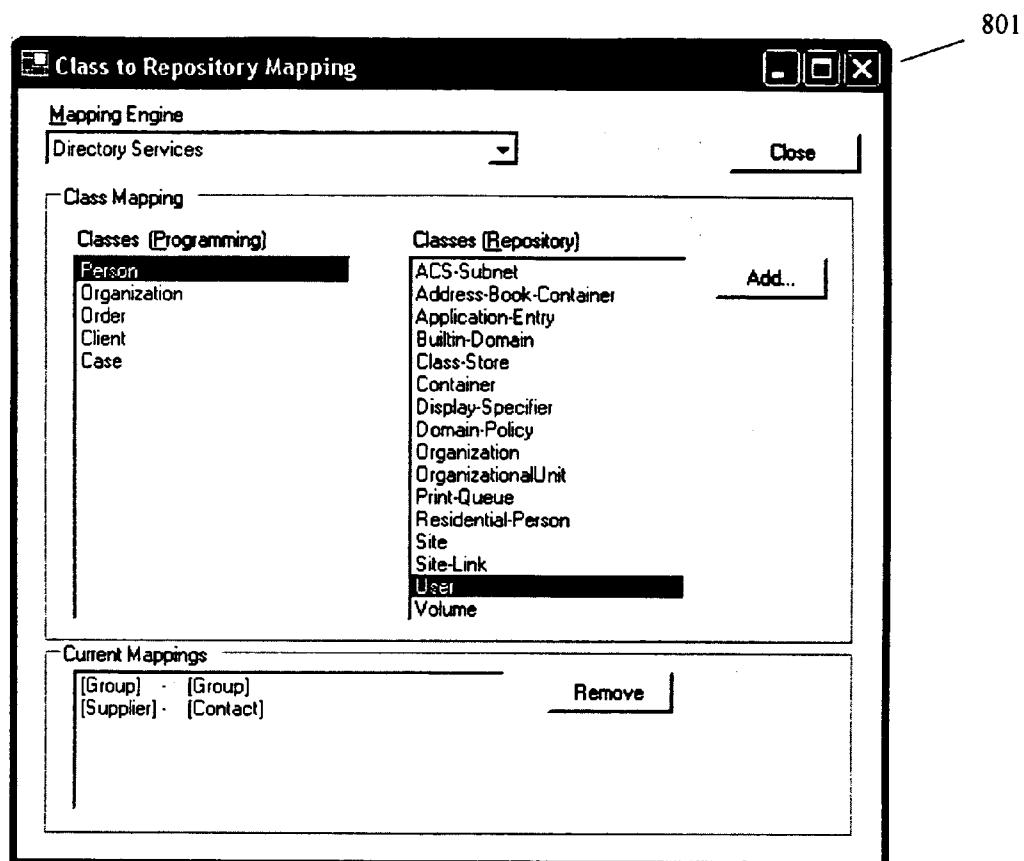 801
Class to Repository Mapping
Mapping Engine
Directory Services
Close
Class Mapping
Classes (Programming)
Person
Organization
Order
Client
Case
Classes (Repository)
ACS-Subnet
Address-Book-Container
Application-Entry
Builtin-Domain
Class-Store
Container
Display-Specifier
Domain-Policy
Organization
OrganizationalUnit
Print-Queue
Residential-Person
Site
Site-Link
User
Volume
Add...
Current Mappings
[Group] - [Group]
[Supplier] - [Contact]
Remove